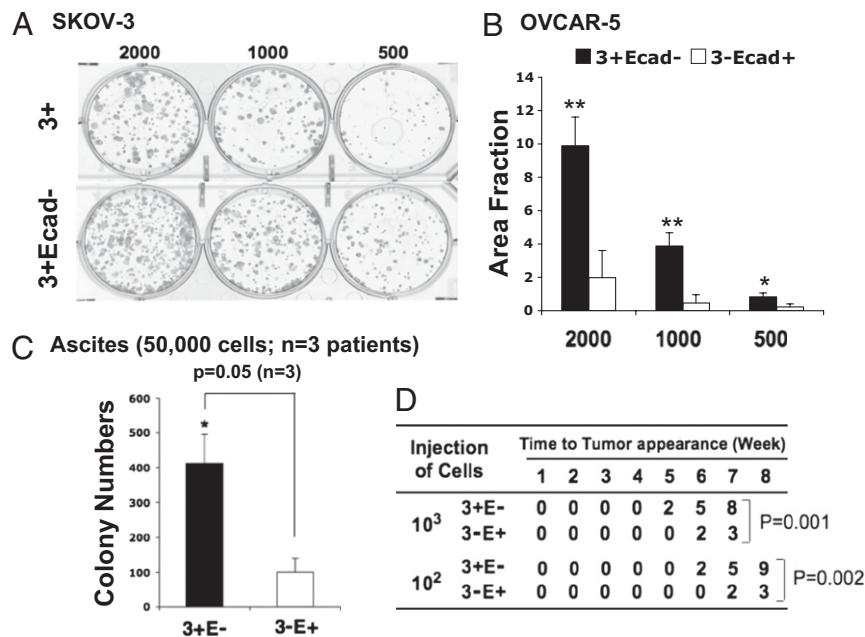 A SKOV-3
2000 1000 500
3+
3+Ecad-
B OVCAR-5
3+Ecad- 3-Ecad+
Area Fraction
14
12
10
8
6
4
2
0
**
**
*
2000 1000 500
C Ascites (50,000 cells; n=3 patients)
p=0.05 (n=3)
Colony Numbers
600
500
400
300
200
100
0
*
3+E- 3-E+
D
Injection of Cells
Time to Tumor appearance (Week)
1 2 3 4 5 6 7 8
10³
3+E- 0 0 0 0 2 5 8
3-E+ 0 0 0 0 0 2 3
P=0.001
10²
3+E- 0 0 0 0 0 2 5 9
3-E+ 0 0 0 0 0 0 2 3
P=0.002